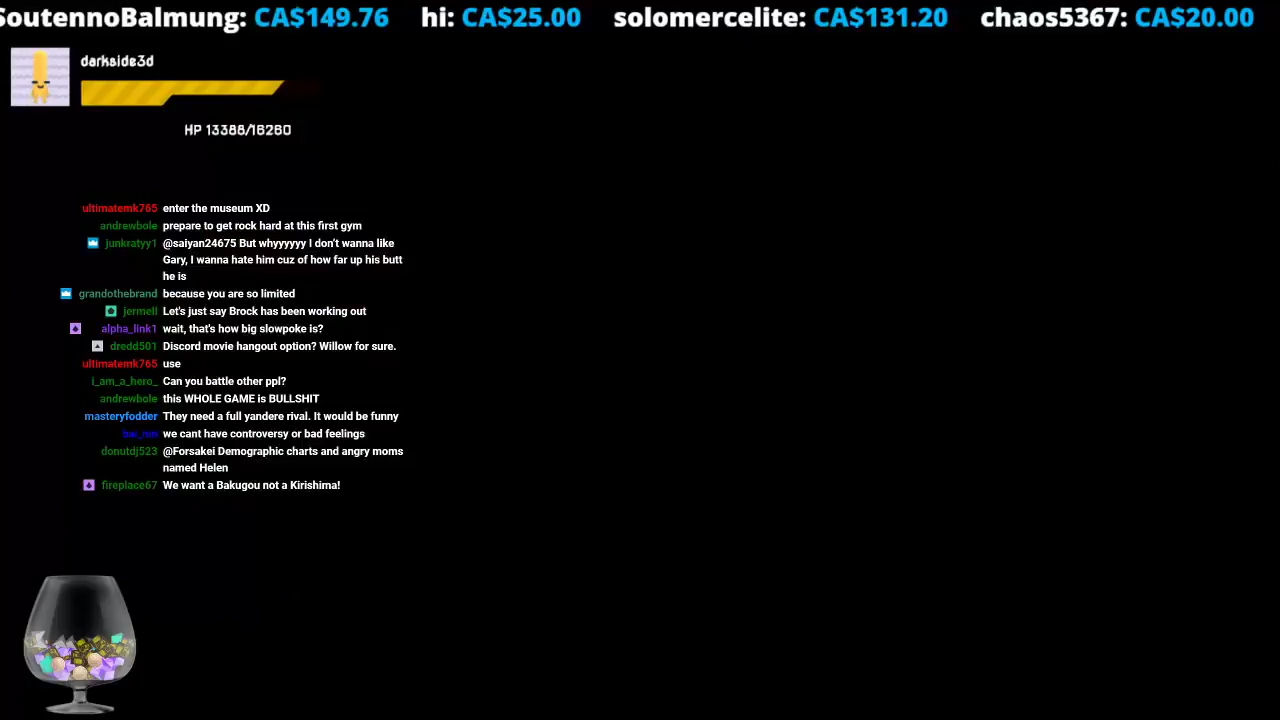 SoutennoBalmung: CA$149.76 hi: CA$25.00 solomercelite: CA$131.20 chaos5367: CA$20.00
darkside3d
HP 13388/16260
ultimatemk765 enter the museum XD
andrewbole prepare to get rock hard at this first gym
junkratyy1 @saiyan24675 But whyyyyyy I don't wanna like
Gary, I wanna hate him cuz of how far up his butt
he is
grandothebrand because you are so limited
jermell Let's just say Brock has been working out
alpha_link1 wait, that's how big slowpoke is?
dredd501 Discord movie hangout option? Willow for sure.
ultimatemk765 use
i_am_a_hero_ Can you battle other ppl?
andrewbole this WHOLE GAME is BULLSHIT
masteryfodder They need a full yandere rival. It would be funny
we cant have controversy or bad feelings
donutdj523 @Forsakei Demographic charts and angry moms
named Helen
fireplace67 We want a Bakugou not a Kirishima!